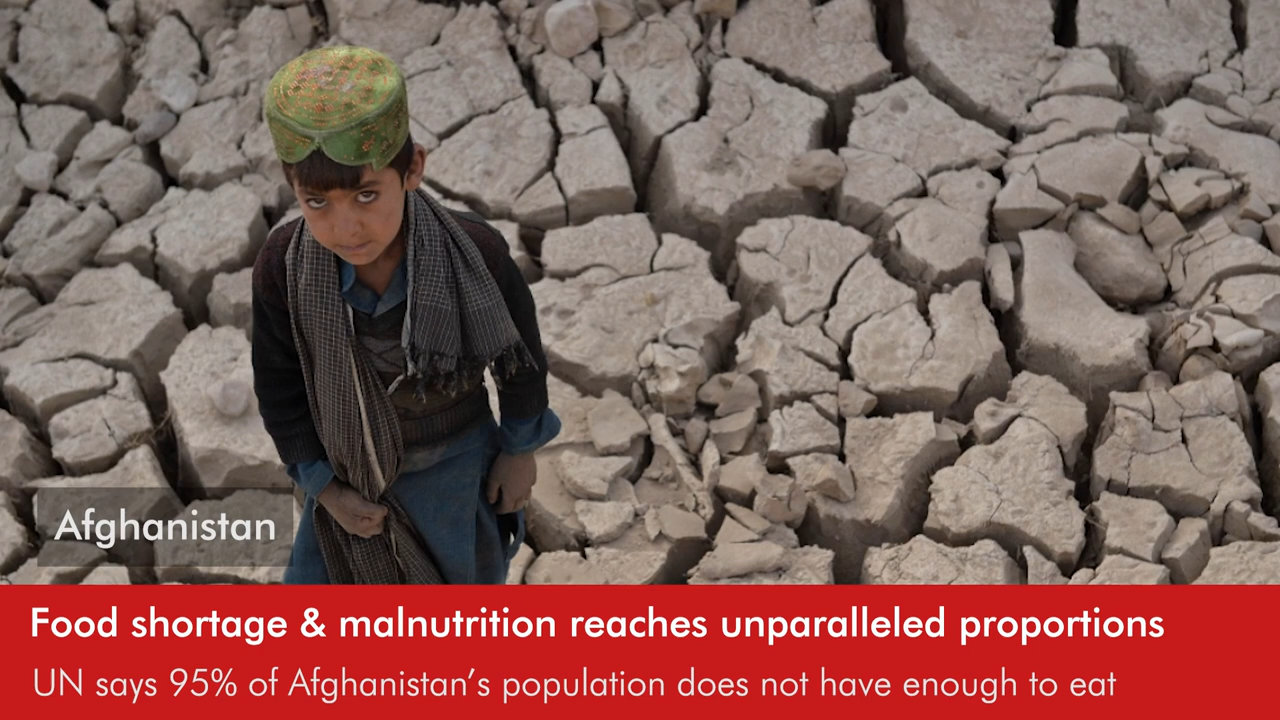 Afghanistan
Food shortage & malnutrition reaches unparalleled proportions
UN says 95% of Afghanistan’s population does not have enough to eat